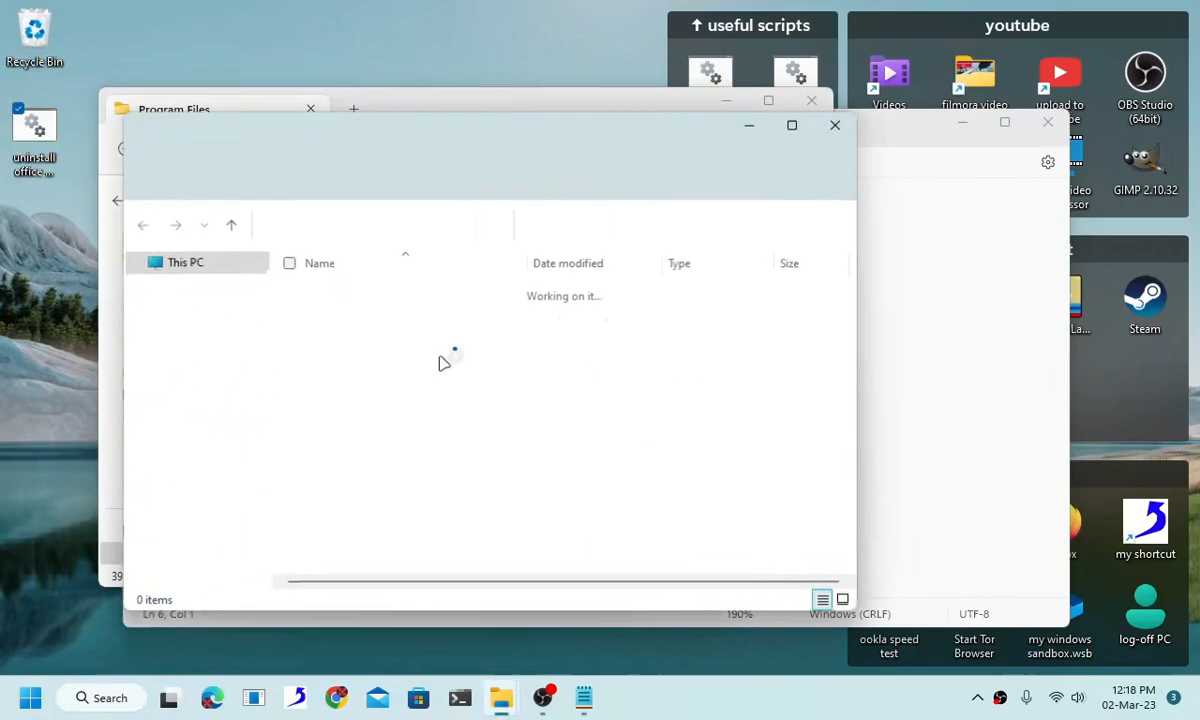 Recycle Bin
uninstall
office ...
↑ useful scripts
youtube
Videos
filmora video
upload to
OBS Studio
(64bit)
GIMP 2.10.32
Steam
my shortcut
ookla speed
test
Start Tor
Browser
my windows
sandbox.wsb
log-off PC
Program Files
This PC
Name
Date modified
Type
Size
Working on it...
0 items
39
Ln 6, Col 1
190%
Windows (CRLF)
UTF-8
Search
12:18 PM
02-Mar-23
3